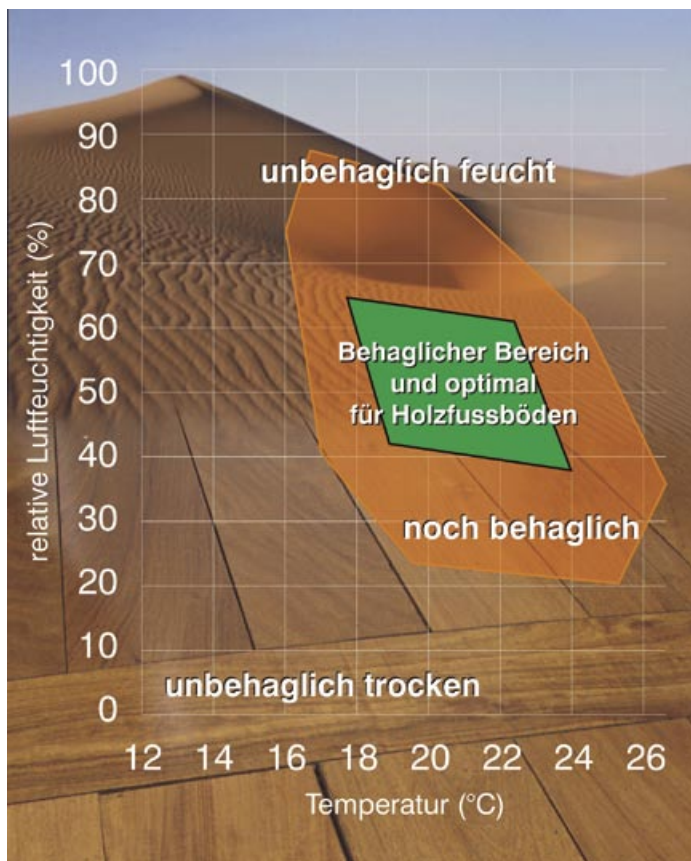 100
90
80
70
60
50
40
30
20
10
0
relative Luftfeuchtigkeit (%)
unbehaglich feucht
Behaglicher Bereich
und optimal
für Holzfussböden
noch behaglich
unbehaglich trocken
12 14 16 18 20 22 24 26
Temperatur (°C)